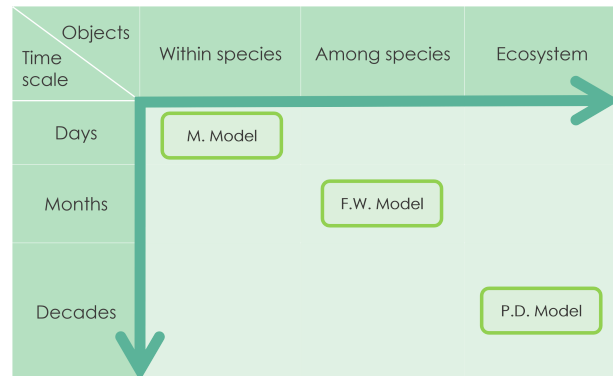 Objects
Time
scale
Within species
Among species
Ecosystem
Days
M. Model
Months
F.W. Model
Decades
P.D. Model